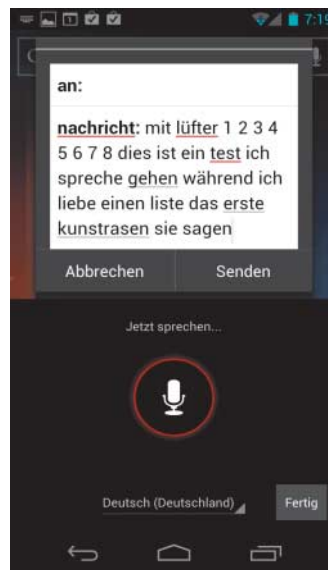 7:19
an:
nachricht: mit lüfter 1 2 3 4
5 6 7 8 dies ist ein test ich
spreche gehen während ich
liebe einen liste das erste
kunstrasen sie sagen
Abbrechen Senden
Jetzt sprechen...
Deutsch (Deutschland) Fertig